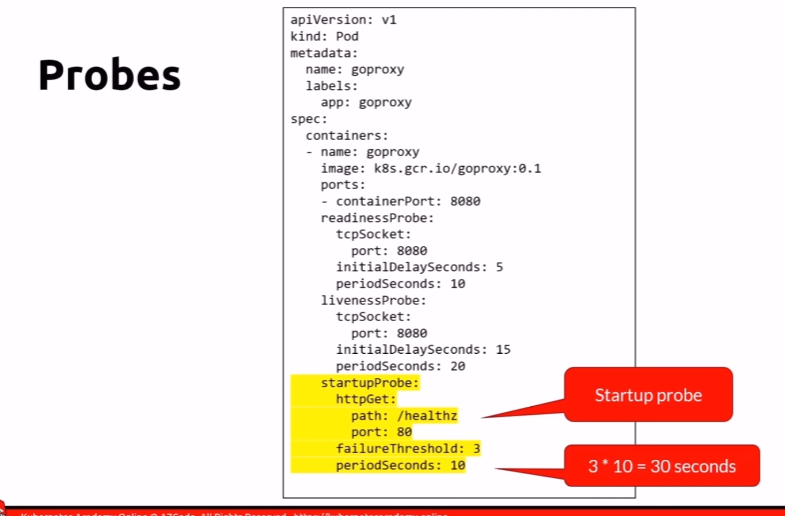 Probes
apiVersion: v1
kind: Pod
metadata:
  name: goproxy
  labels:
    app: goproxy
spec:
  containers:
  - name: goproxy
    image: k8s.gcr.io/goproxy:0.1
    ports:
    - containerPort: 8080
    readinessProbe:
      tcpSocket:
        port: 8080
      initialDelaySeconds: 5
      periodSeconds: 10
    livenessProbe:
      tcpSocket:
        port: 8080
      initialDelaySeconds: 15
      periodSeconds: 20
    startupProbe:
      httpGet:
        path: /healthz
        port: 80
      failureThreshold: 3
      periodSeconds: 10
Startup probe
3 * 10 = 30 seconds